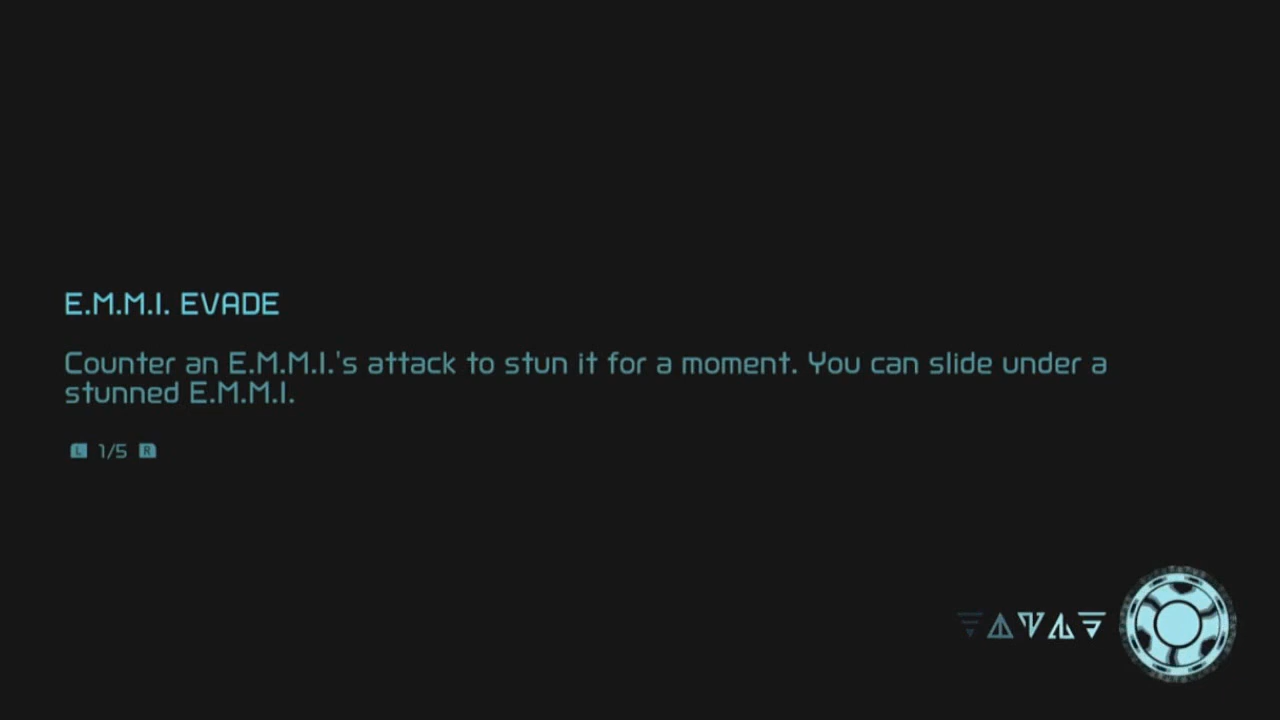 E.M.M.I. EVADE
Counter an E.M.M.I.'s attack to stun it for a moment. You can slide under a
stunned E.M.M.I.
L 1/5 R